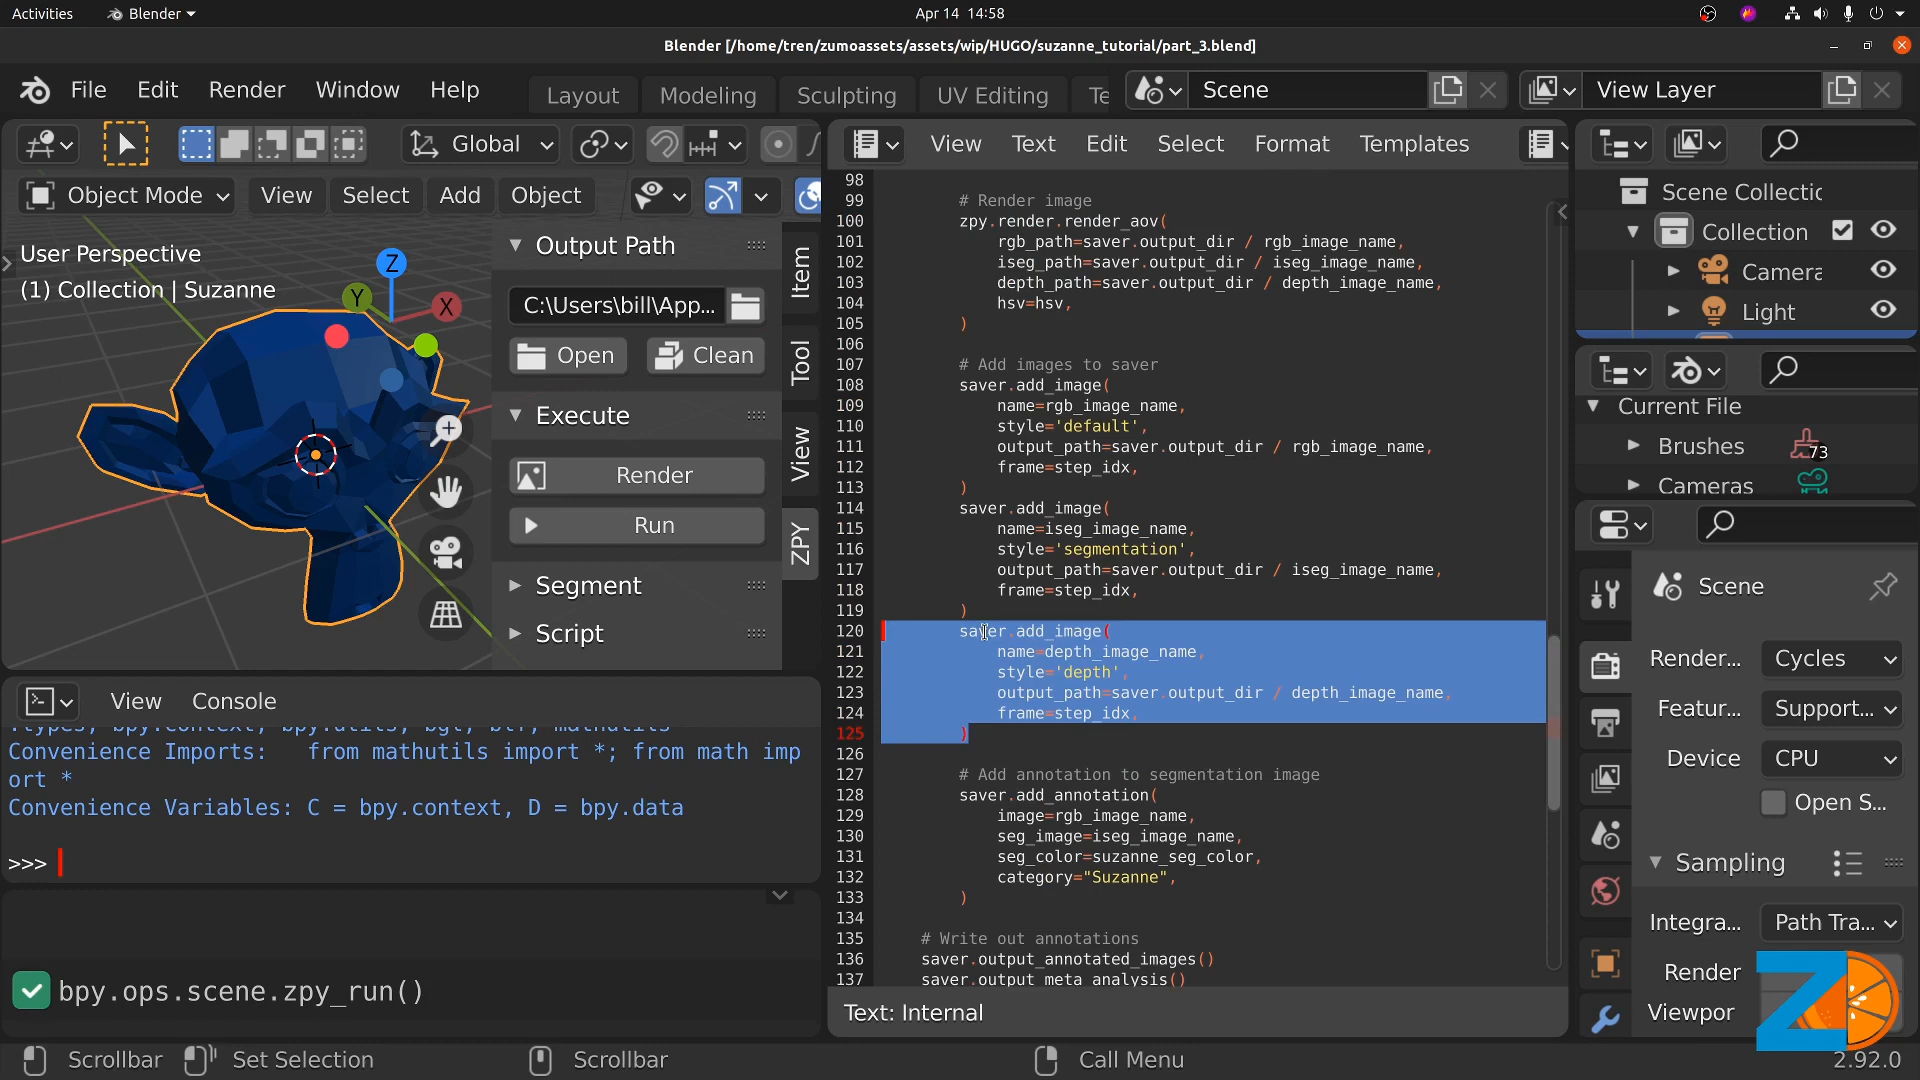 Activities
Blender
Apr 14 14:58
Blender [/home/tren/zumoassets/assets/wip/HUGO/suzanne_tutorial/part_3.blend]
File Edit Render Window Help
Layout Modeling Sculpting UV Editing Te
Scene
View Layer
Global
Object Mode View Select Add Object
User Perspective
(1) Collection | Suzanne
Z
Y
X
Output Path
C:\Users\bill\App...
Open Clean
Execute
Render
Run
Segment
Script
Item
Tool
View
ZPY
View Console
Convenience Imports: from mathutils import *; from math imp
ort *
Convenience Variables: C = bpy.context, D = bpy.data
>>>
bpy.ops.scene.zpy_run()
View Text Edit Select Format Templates
98
99 # Render image
100 zpy.render.render_aov(
101 rgb_path=saver.output_dir / rgb_image_name,
102 iseg_path=saver.output_dir / iseg_image_name,
103 depth_path=saver.output_dir / depth_image_name,
104 hsv=hsv,
105 )
106
107 # Add images to saver
108 saver.add_image(
109 name=rgb_image_name,
110 style='default',
111 output_path=saver.output_dir / rgb_image_name,
112 frame=step_idx,
113 )
114 saver.add_image(
115 name=iseg_image_name,
116 style='segmentation',
117 output_path=saver.output_dir / iseg_image_name,
118 frame=step_idx,
119 )
120 saver.add_image(
121 name=depth_image_name,
122 style='depth',
123 output_path=saver.output_dir / depth_image_name,
124 frame=step_idx,
125 )
126
127 # Add annotation to segmentation image
128 saver.add_annotation(
129 image=rgb_image_name,
130 seg_image=iseg_image_name,
131 seg_color=suzanne_seg_color,
132 category="Suzanne",
133 )
134
135 # Write out annotations
136 saver.output_annotated_images()
137 saver.output_meta_analysis()
Text: Internal
Scene Collectic
Collection
Camera
Light
Current File
Brushes 73
Cameras
Scene
Render... Cycles
Featur... Support...
Device CPU
Open S...
Sampling
Integra... Path Tra...
Render
Viewpor
Z
Scrollbar Set Selection Scrollbar Call Menu 2.92.0